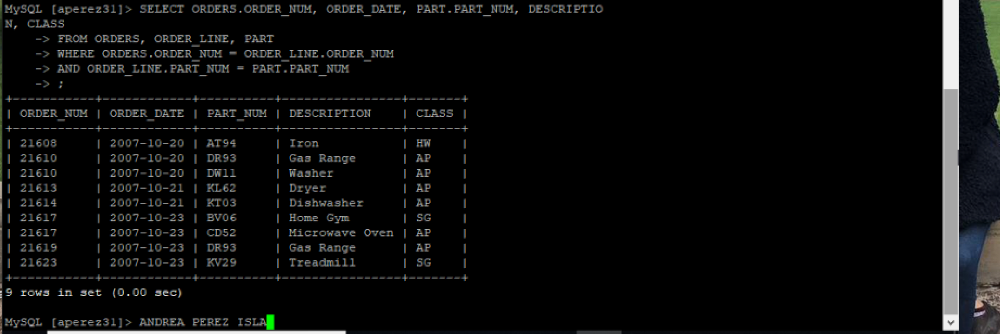 MySQL [aperez31]> SELECT ORDERS.ORDER_NUM, ORDER_DATE, PART.PART_NUM, DESCRIPTIO
N, CLASS
    -> FROM ORDERS, ORDER_LINE, PART
    -> WHERE ORDERS.ORDER_NUM = ORDER_LINE.ORDER_NUM
    -> AND ORDER_LINE.PART_NUM = PART.PART_NUM
    -> ;
+-----------+------------+----------+----------------+-------+
| ORDER_NUM | ORDER_DATE | PART_NUM | DESCRIPTION    | CLASS |
+-----------+------------+----------+----------------+-------+
| 21608     | 2007-10-20 | AT94     | Iron           | HW    |
| 21610     | 2007-10-20 | DR93     | Gas Range      | AP    |
| 21610     | 2007-10-20 | DW11     | Washer         | AP    |
| 21613     | 2007-10-21 | KL62     | Dryer          | AP    |
| 21614     | 2007-10-21 | KT03     | Dishwasher     | AP    |
| 21617     | 2007-10-23 | BV06     | Home Gym       | SG    |
| 21617     | 2007-10-23 | CD52     | Microwave Oven | AP    |
| 21619     | 2007-10-23 | DR93     | Gas Range      | AP    |
| 21623     | 2007-10-23 | KV29     | Treadmill      | SG    |
+-----------+------------+----------+----------------+-------+
9 rows in set (0.00 sec)
MySQL [aperez31]> ANDREA PEREZ ISLA